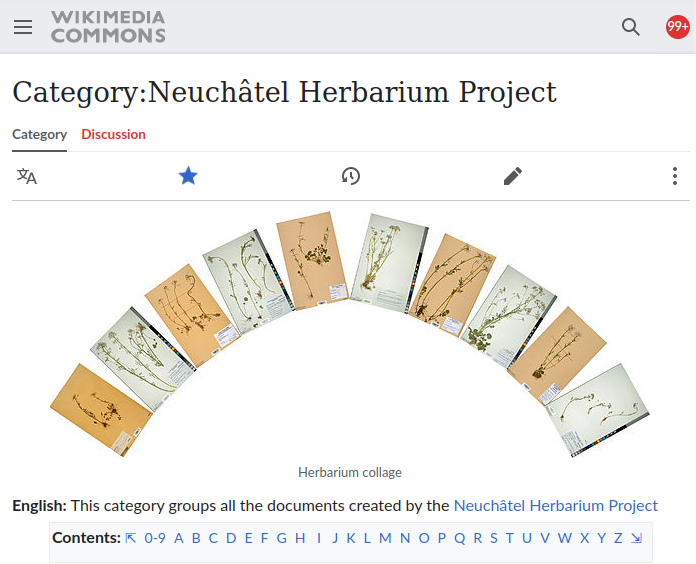 WIKIMEDIA
COMMONS
99+
Category:Neuchâtel Herbarium Project
Category Discussion
Herbarium collage
English: This category groups all the documents created by the Neuchâtel Herbarium Project
Contents: ⇱ 0-9 A B C D E F G H I J K L M N O P Q R S T U V W X Y Z ⇲